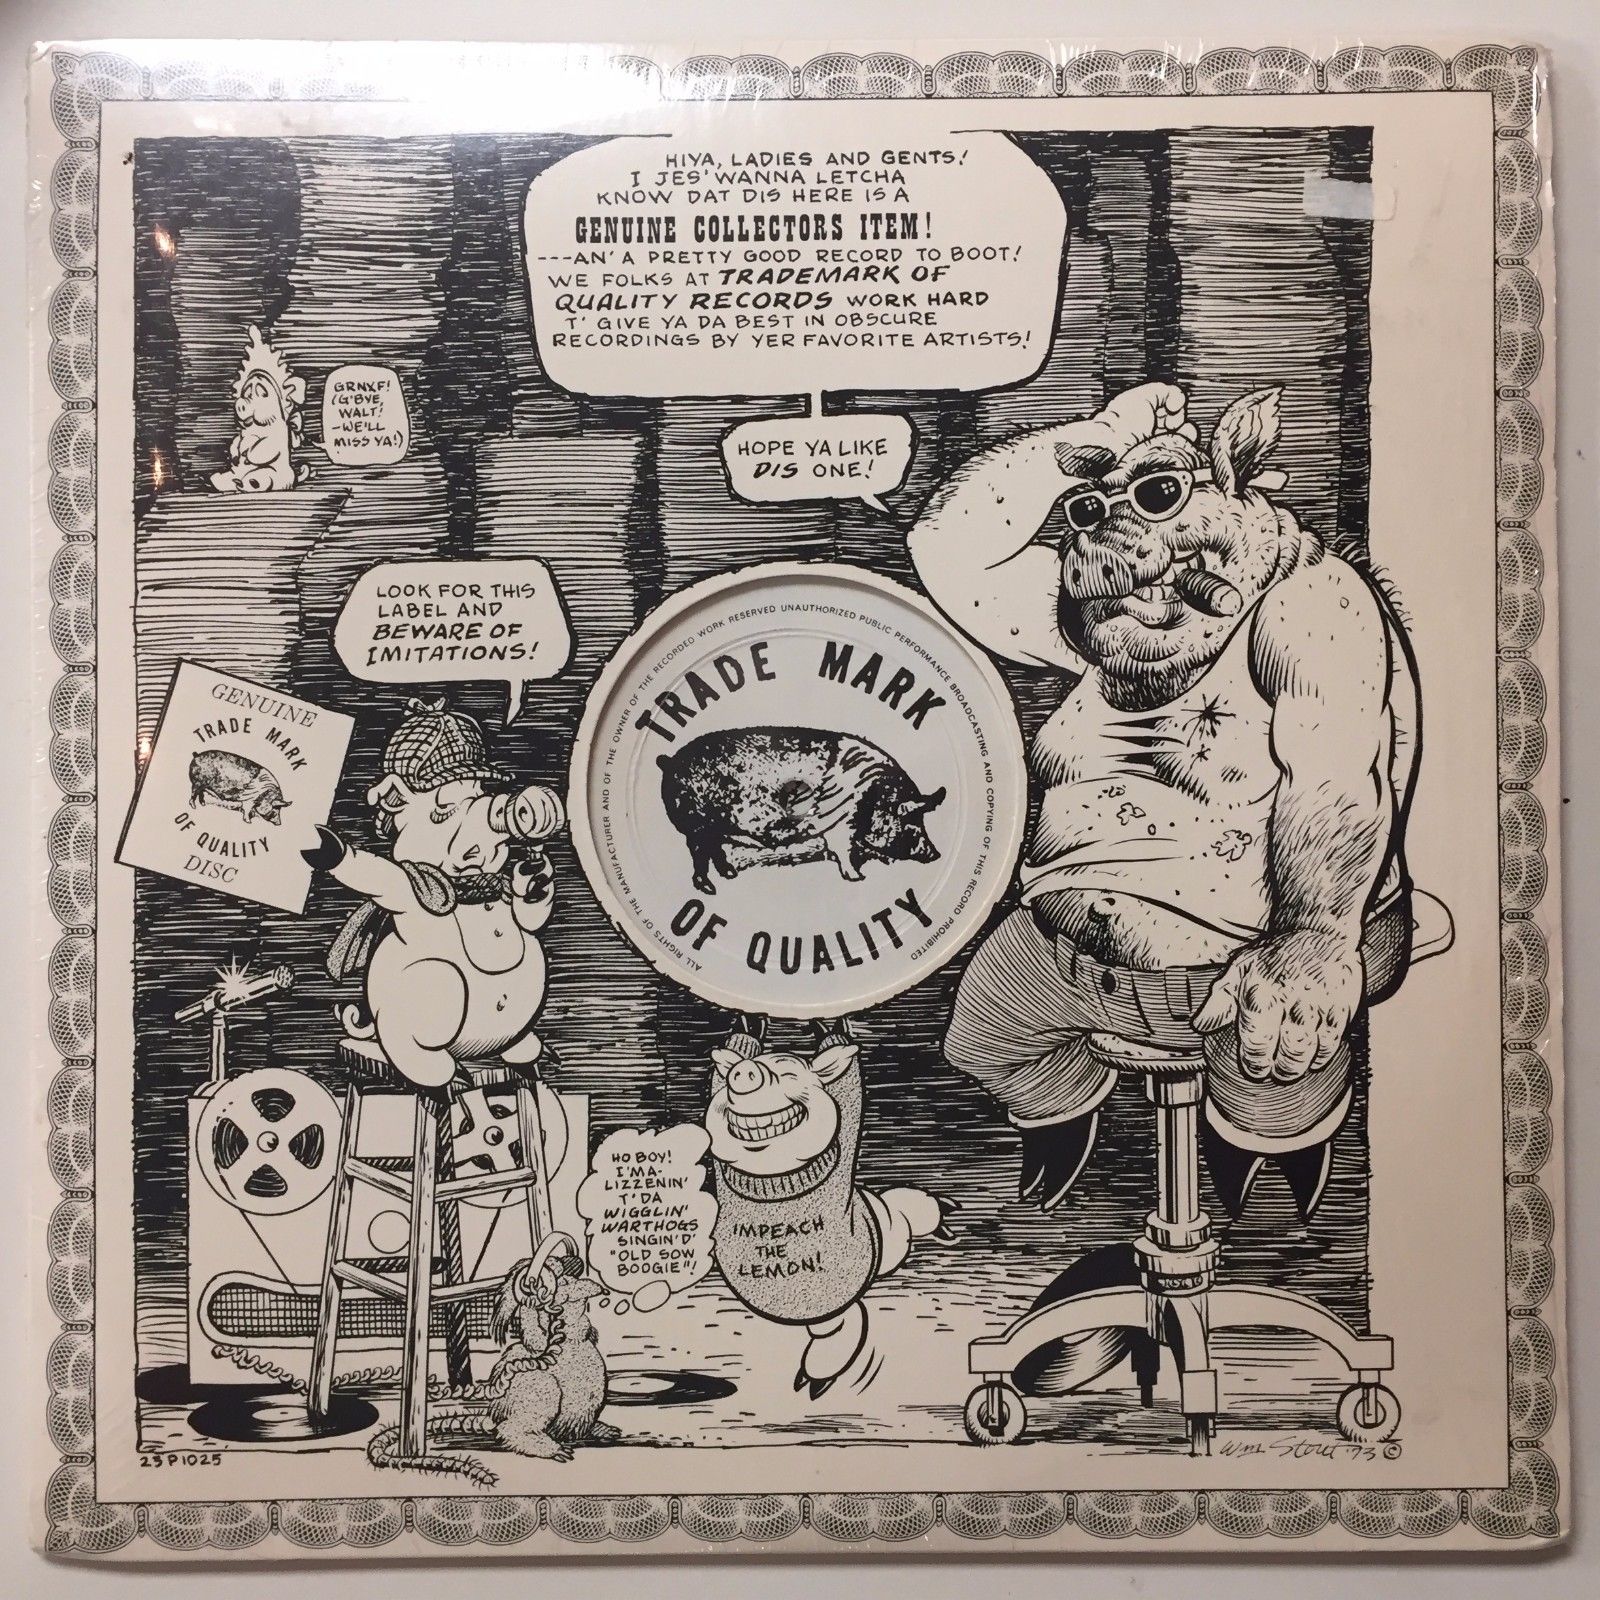 HIYA, LADIES AND GENTS!
I JES' WANNA LETCHA
KNOW DAT DIS HERE IS A
GENUINE COLLECTORS ITEM!
---AN' A PRETTY GOOD RECORD TO BOOT!
WE FOLKS AT TRADEMARK OF
QUALITY RECORDS WORK HARD
T' GIVE YA DA BEST IN OBSCURE
RECORDINGS BY YER FAVORITE ARTISTS!
GRNXF!
(G'BYE,
WALT!
-WE'LL
MISS YA!)
HOPE YA LIKE
DIS ONE!
LOOK FOR THIS
LABEL AND
BEWARE OF
IMITATIONS!
GENUINE
TRADE MARK
OF QUALITY
DISC
ALL RIGHTS OF THE MANUFACTURER AND OF THE OWNER OF THE RECORDED WORK RESERVED UNAUTHORIZED PUBLIC PERFORMANCE BROADCASTING AND COPYING OF THIS RECORD PROHIBITED
TRADE MARK
OF QUALITY
HO BOY!
I'M A-
LIZZENIN'
T' DA
WIGGLIN'
WARTHOGS
SINGIN' D'
"OLD SOW
BOOGIE"!
IMPEACH
THE
LEMON!
23 P 1025
Wm Stout '73 ©